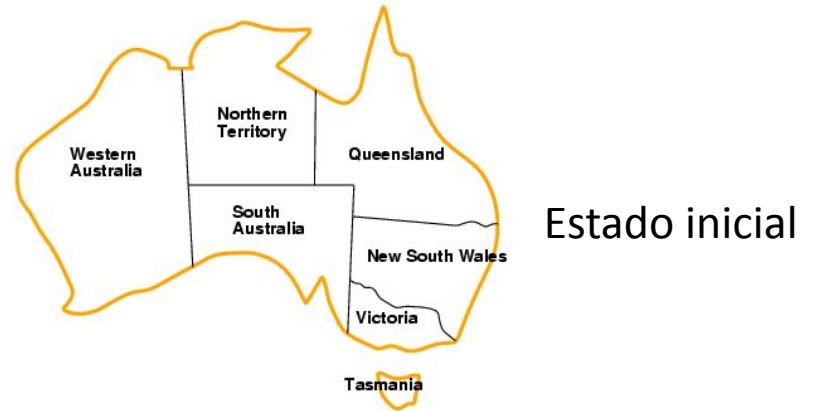 Northern
Territory
Western
Australia
Queensland
South
Australia
Estado inicial
New South Wales
Victoria
Tasmania